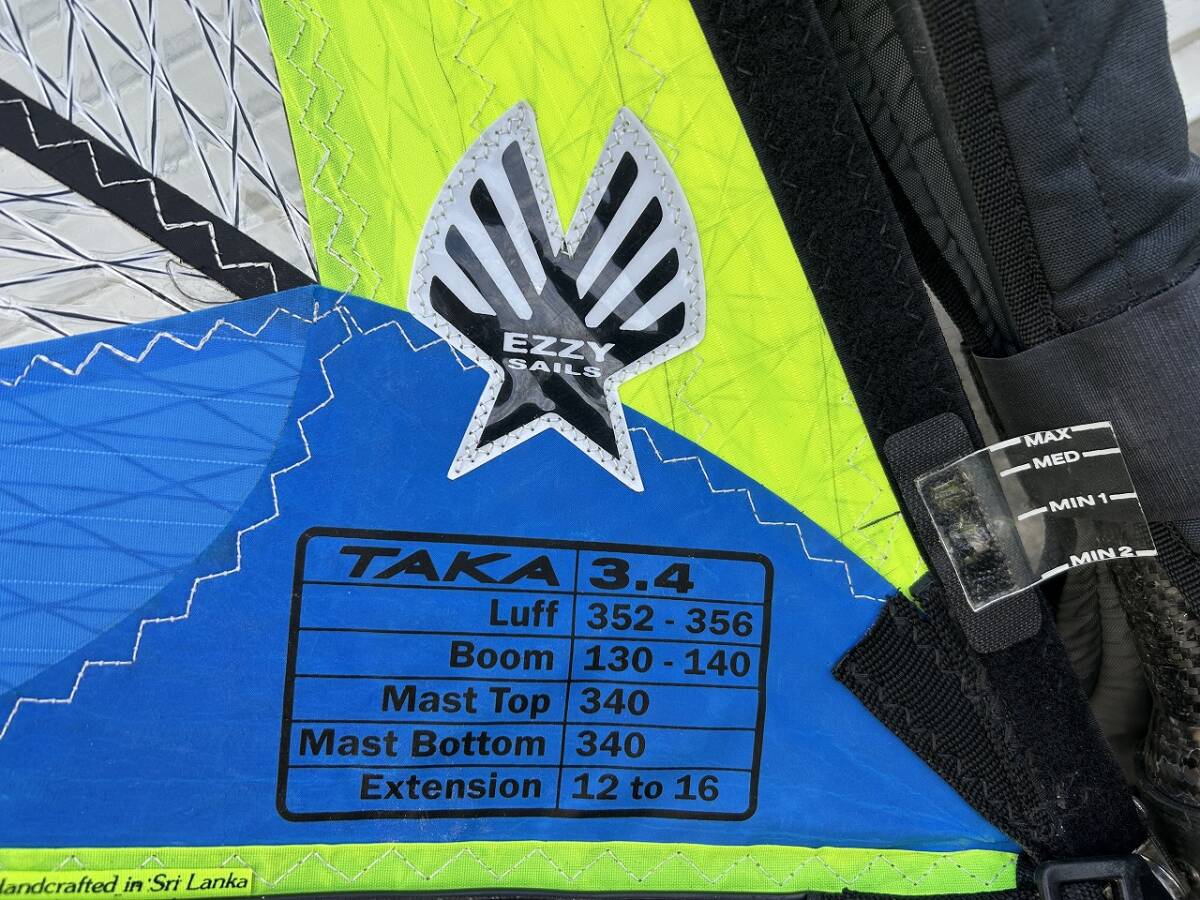 EZZY
SAILS
MAX
MED
MIN 1
MIN 2
TAKA 3.4
Luff 352 - 356
Boom 130 - 140
Mast Top 340
Mast Bottom 340
Extension 12 to 16
Handcrafted in Sri Lanka